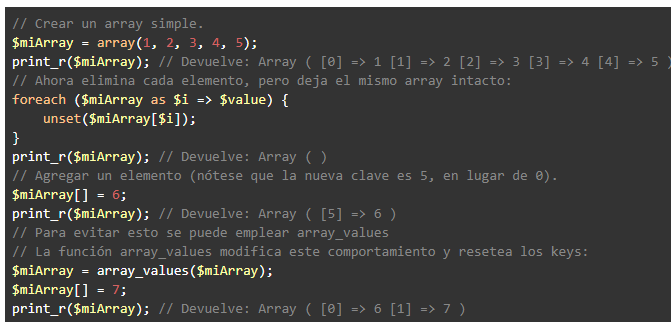 // Crear un array simple.
$miArray = array(1, 2, 3, 4, 5);
print_r($miArray); // Devuelve: Array ( [0] => 1 [1] => 2 [2] => 3 [3] => 4 [4] => 5 )
// Ahora elimina cada elemento, pero deja el mismo array intacto:
foreach ($miArray as $i => $value) {
    unset($miArray[$i]);
}
print_r($miArray); // Devuelve: Array ( )
// Agregar un elemento (nótese que la nueva clave es 5, en lugar de 0).
$miArray[] = 6;
print_r($miArray); // Devuelve: Array ( [5] => 6 )
// Para evitar esto se puede emplear array_values
// La función array_values modifica este comportamiento y resetea los keys:
$miArray = array_values($miArray);
$miArray[] = 7;
print_r($miArray); // Devuelve: Array ( [0] => 6 [1] => 7 )